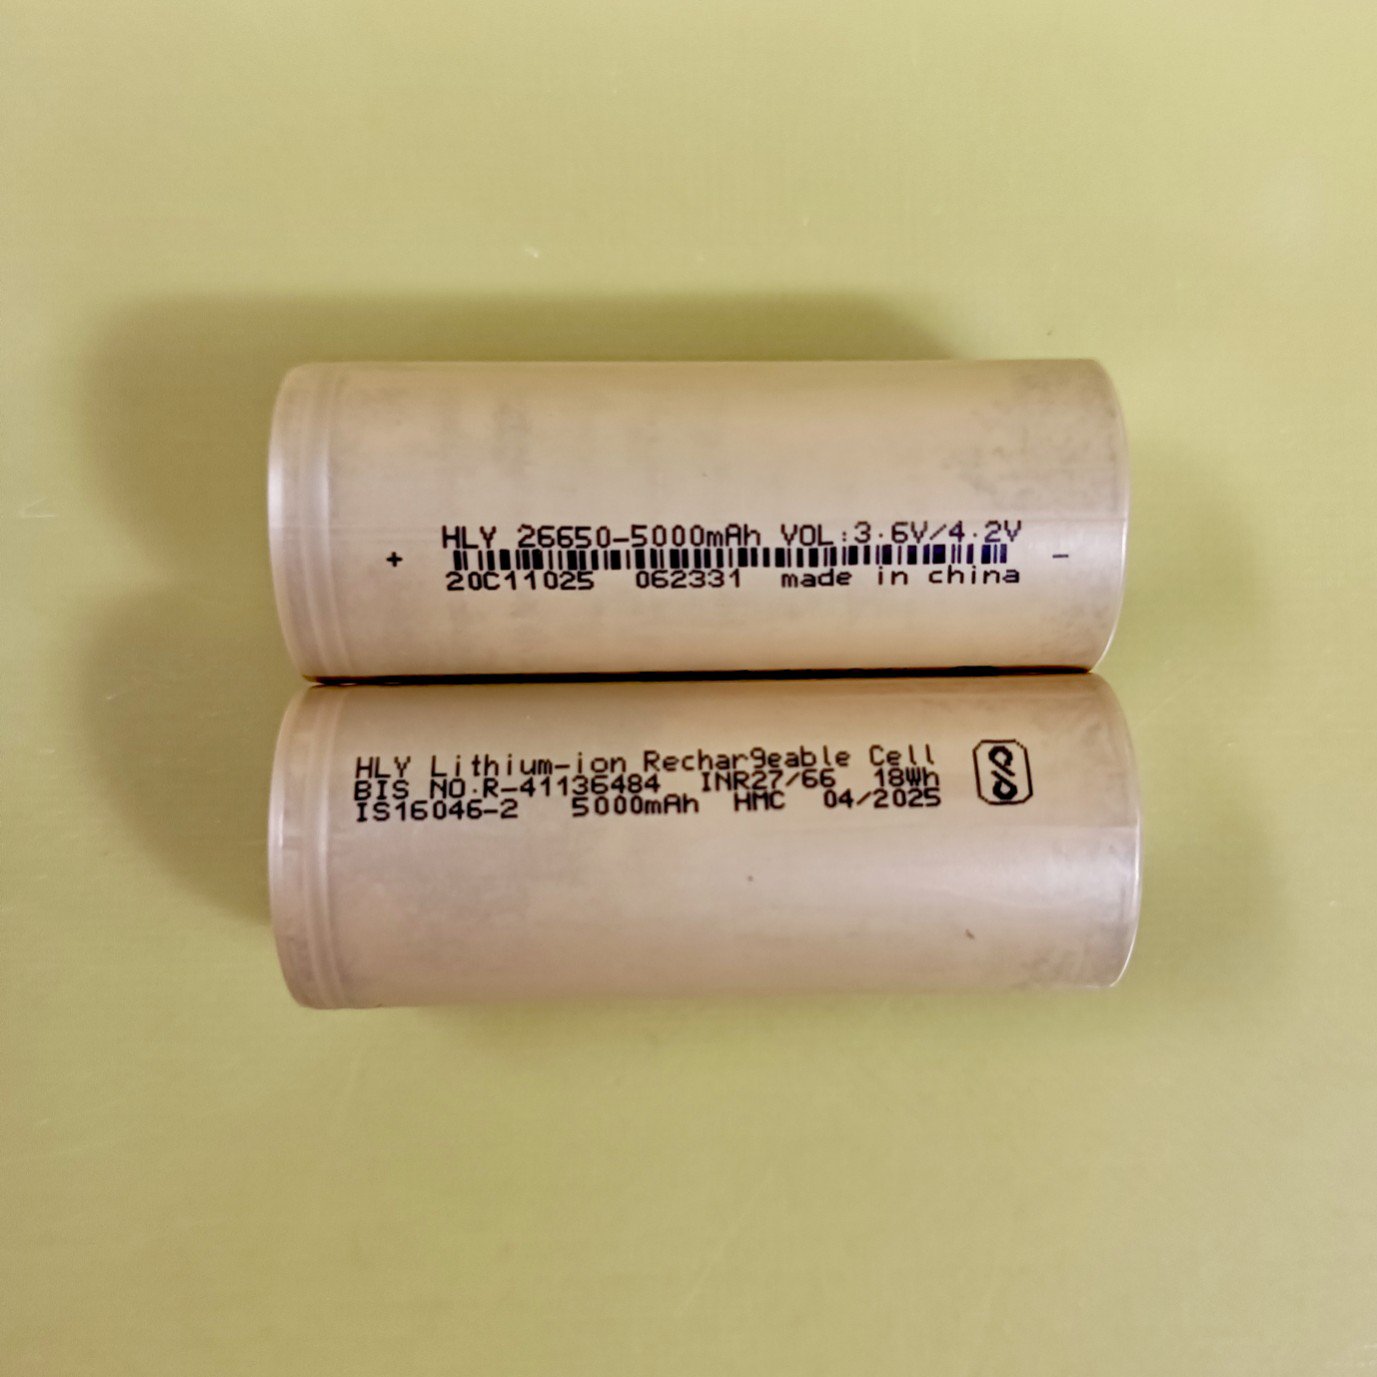 HLY 26650-5000mAh VOL:3.6V/4.2V
+ -
20C11025 062331 made in china
HLY Lithium-ion Rechargeable Cell
BIS NO.R-41136484 INR27/66 18Wh
IS16046-2 5000mAh HMC 04/2025